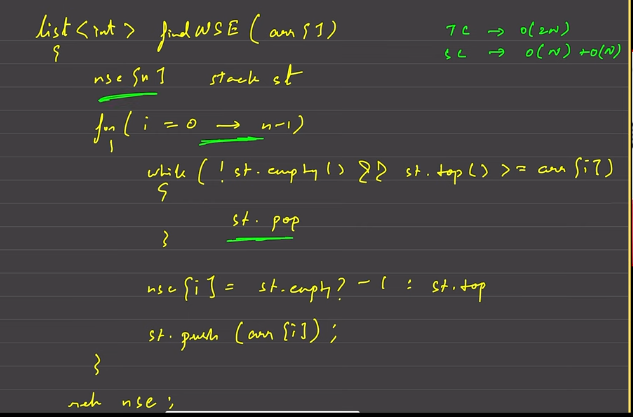 list<int> findNSE(arr[])
TC → O(2N)
SC → O(N)+O(N)
{
nse[n] stack st
for( i = 0 → n-1)
{
while( !st.empty() && st.top() >= arr[i])
{
st.pop
}
nse[i] = st.empty? -1 : st.top
st.push(arr[i]);
}
return nse;